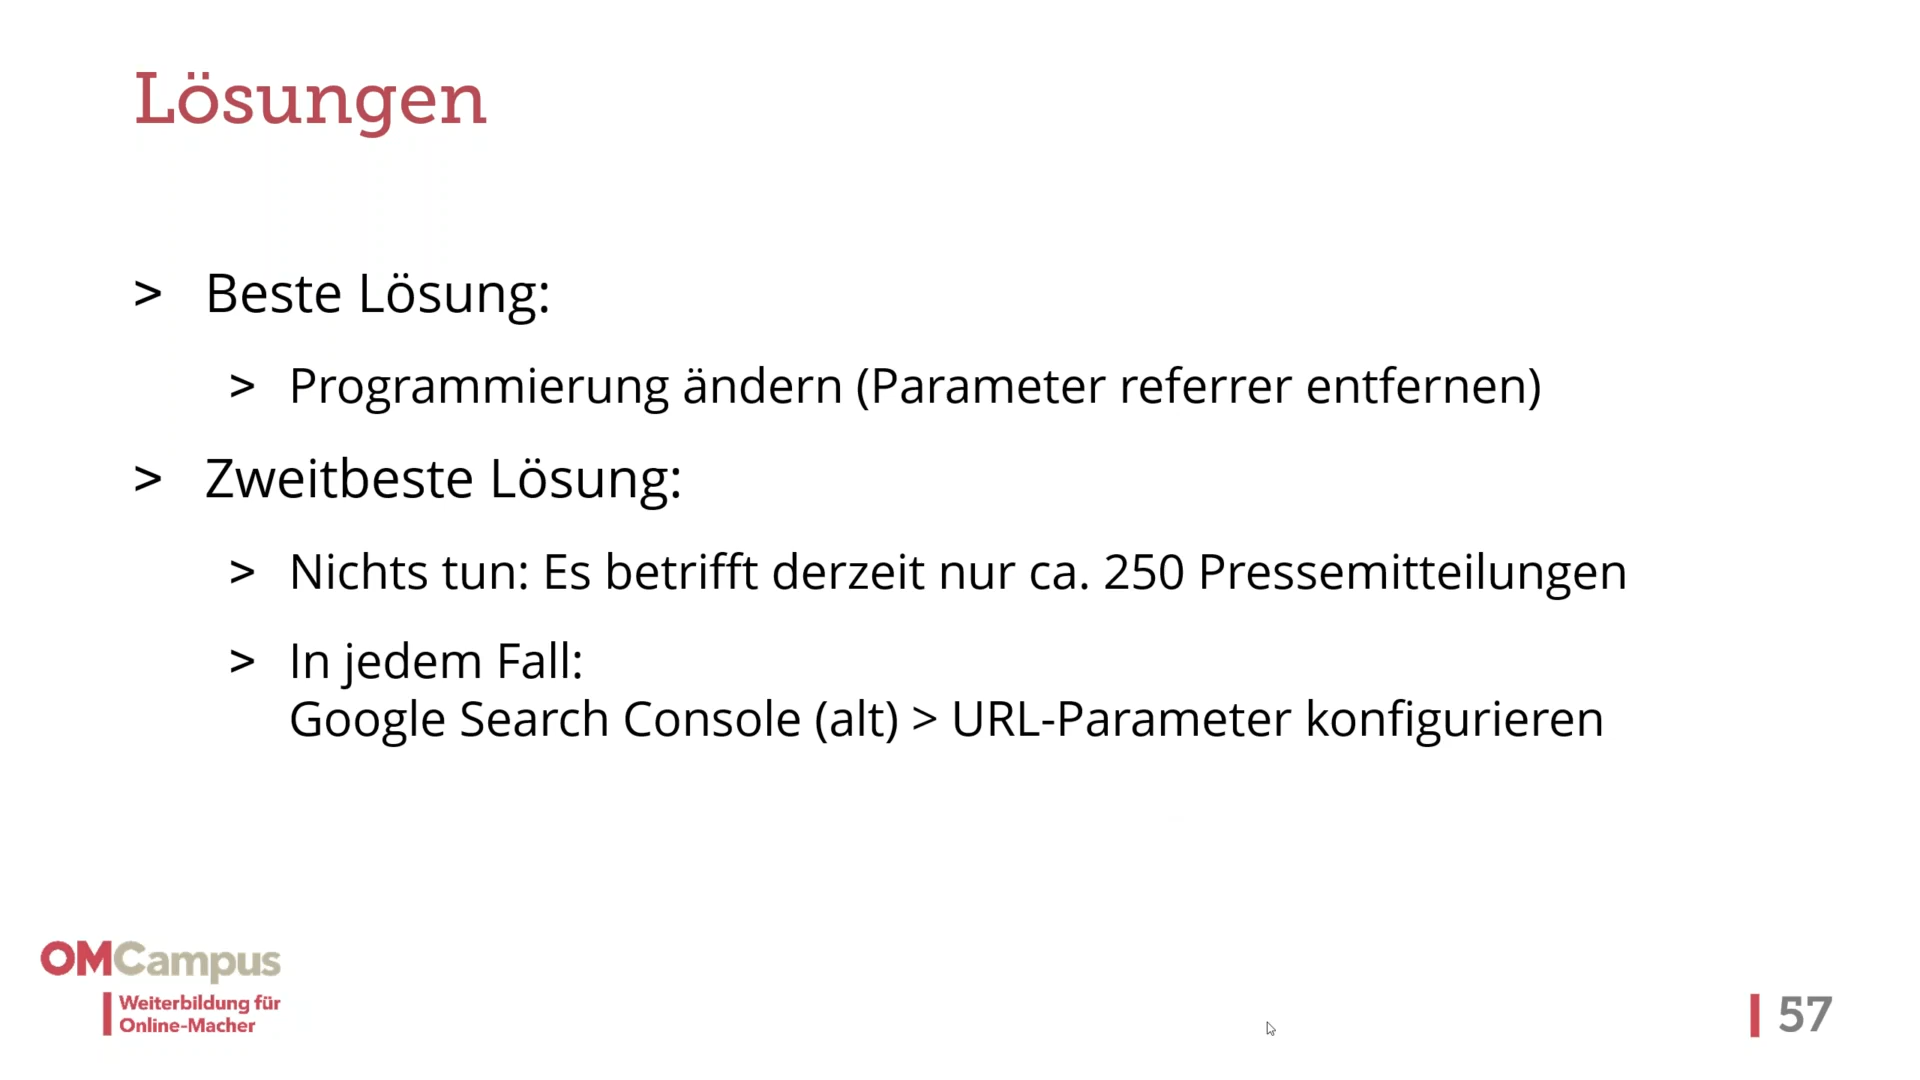 Lösungen
> Beste Lösung:
> Programmierung ändern (Parameter referrer entfernen)
> Zweitbeste Lösung:
> Nichts tun: Es betrifft derzeit nur ca. 250 Pressemitteilungen
> In jedem Fall:
Google Search Console (alt) > URL-Parameter konfigurieren
OMCampus
Weiterbildung für
Online-Macher
57